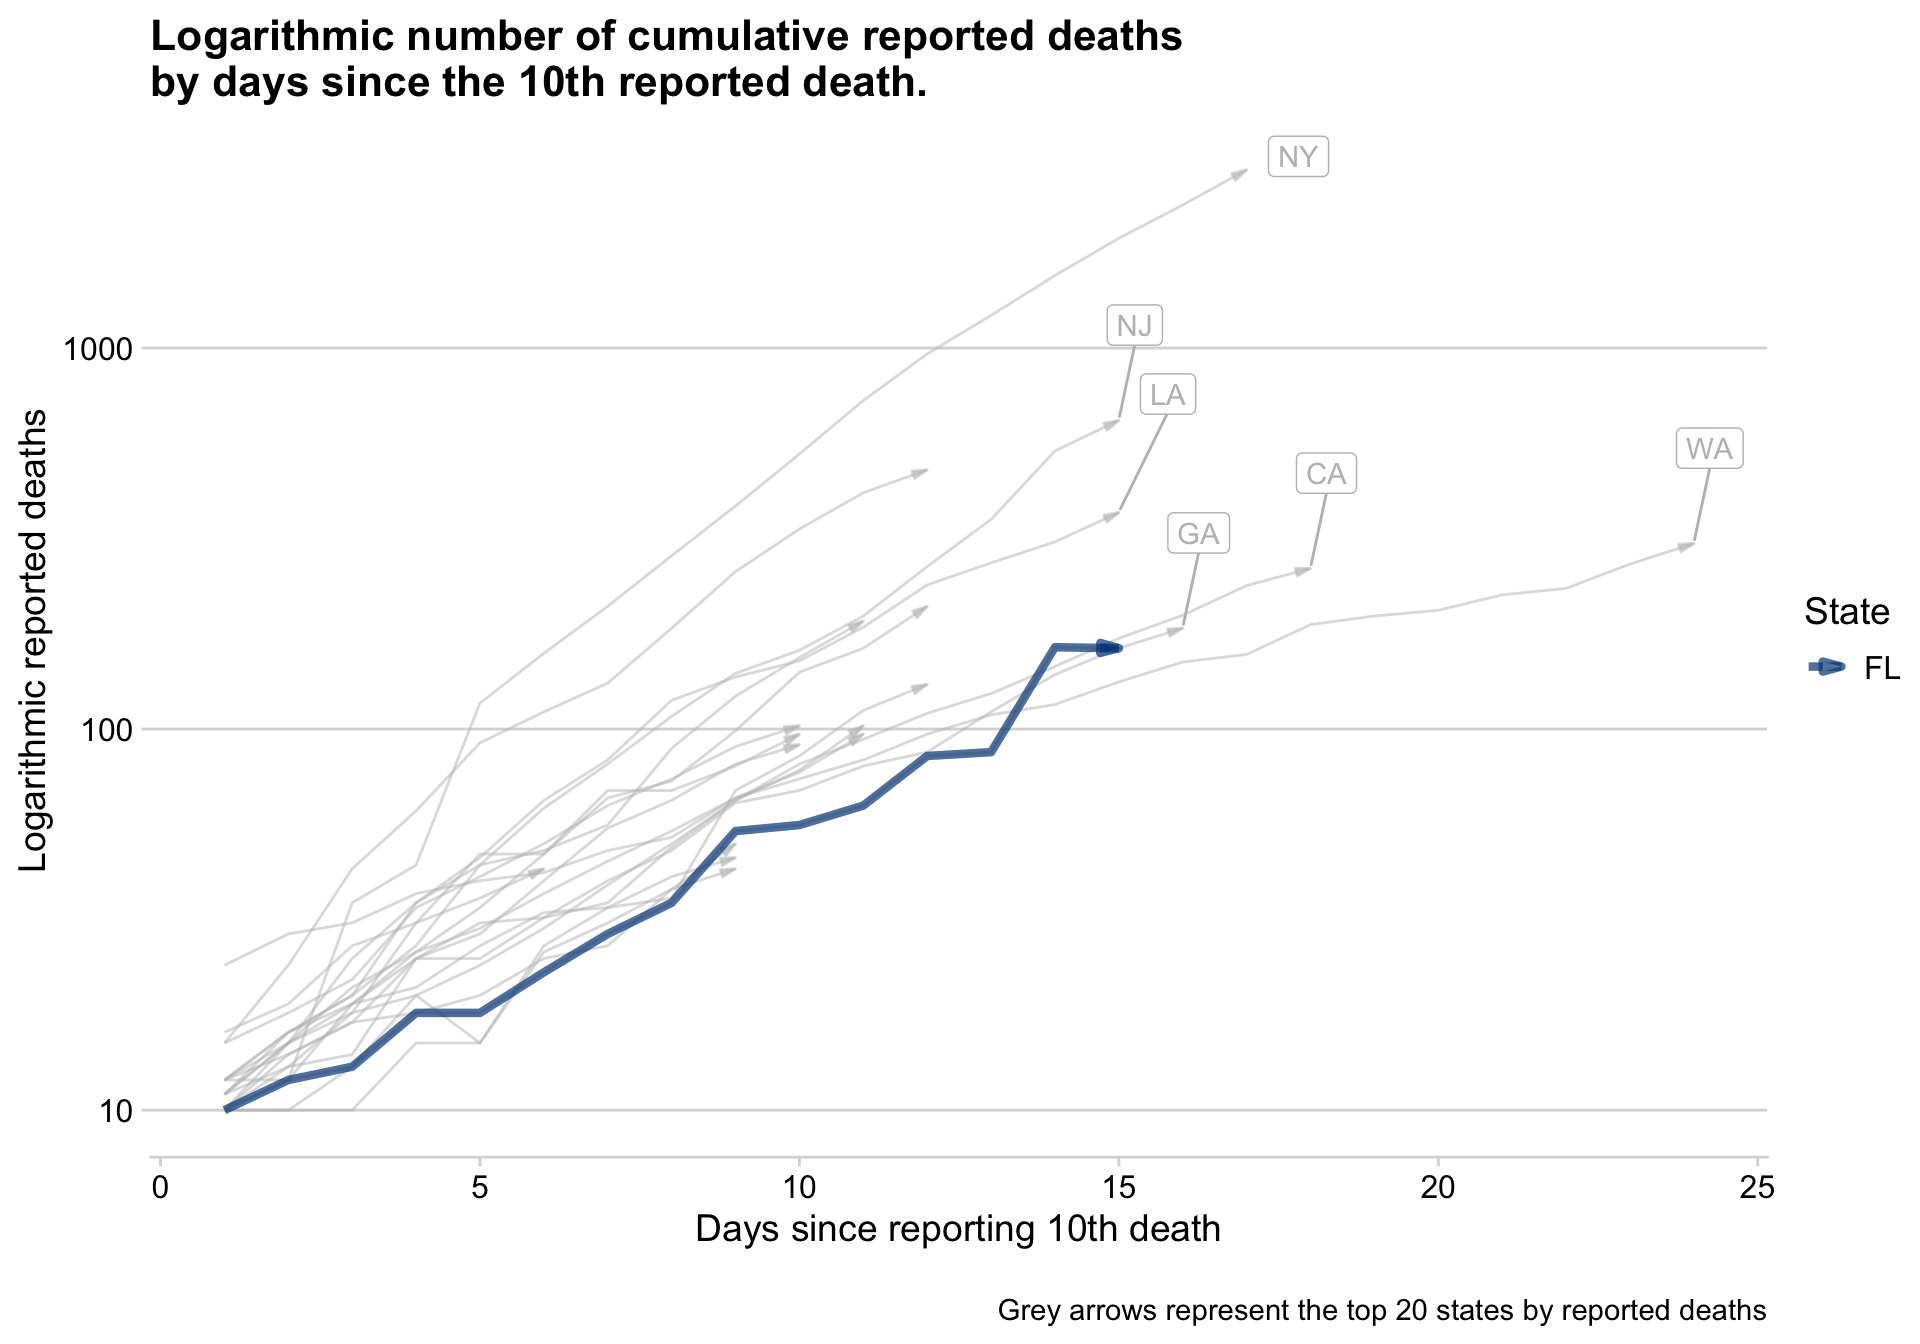 Logarithmic number of cumulative reported deaths
by days since the 10th reported death.
NY
NJ
LA
WA
CA
GA
1000
100
10
Logarithmic reported deaths
State
FL
0 5 10 15 20 25
Days since reporting 10th death
Grey arrows represent the top 20 states by reported deaths